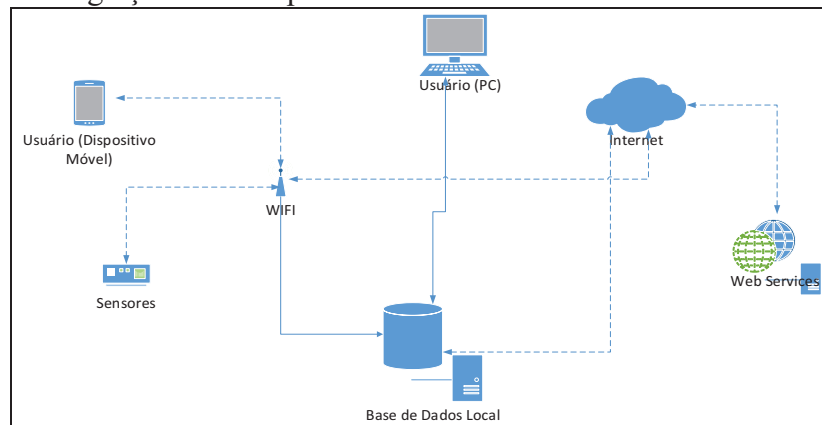 Usuário (PC)
Usuário (Dispositivo
Móvel)
Internet
WIFI
Sensores
Web Services
Base de Dados Local